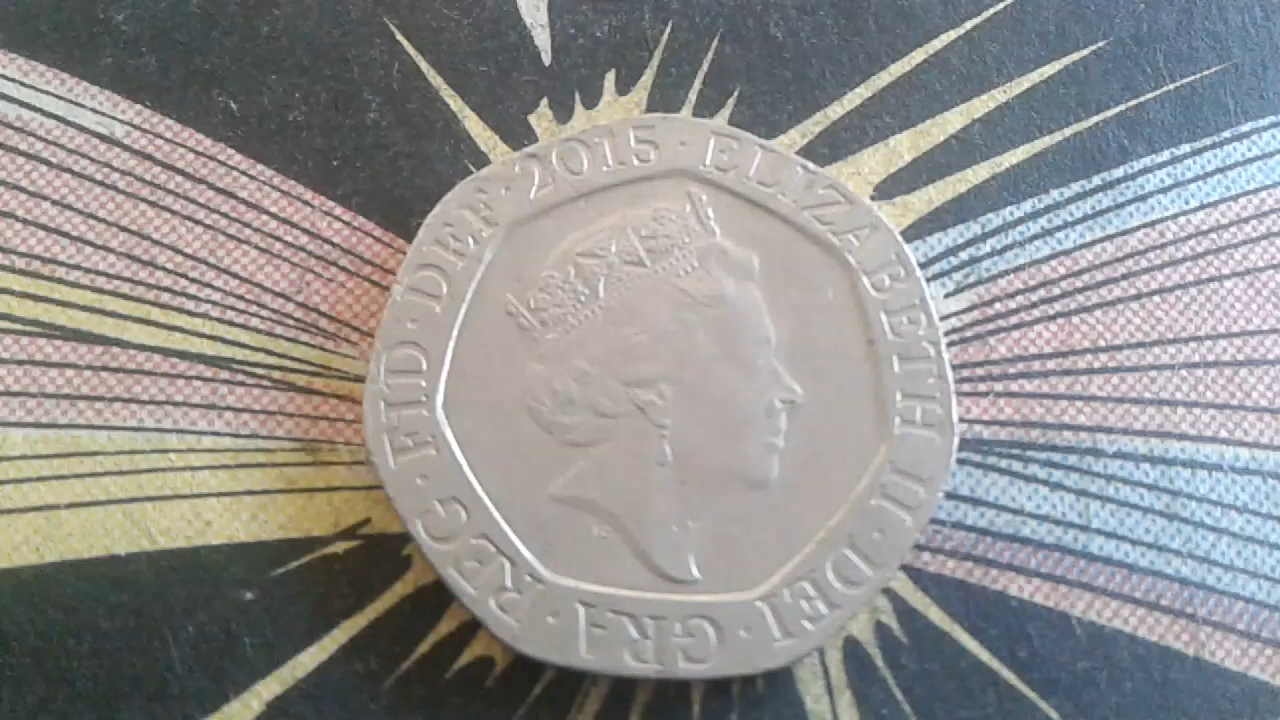 ELIZABETH II · DEI · GRA · REG · FID · DEF · 2015 ·